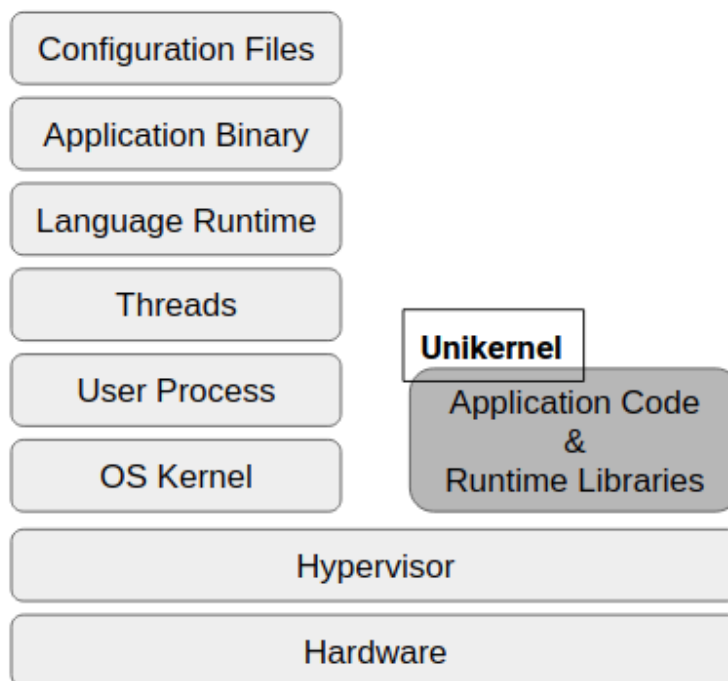 Configuration Files
Application Binary
Language Runtime
Threads
User Process
OS Kernel
Unikernel
Application Code
&
Runtime Libraries
Hypervisor
Hardware